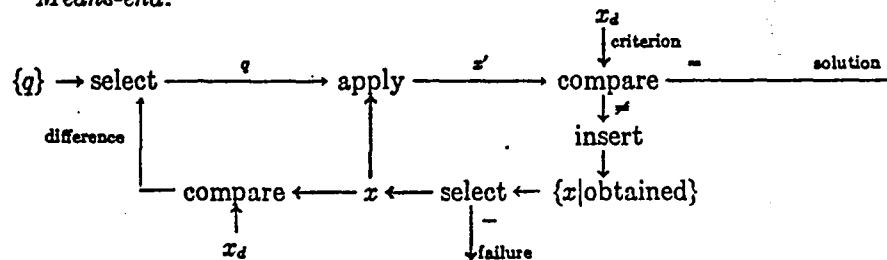 Means-end:
x_d
criterion
{q} → select q apply x' compare = solution
≠
difference
insert
compare ← x ← select ← {x|obtained}
−
x_d
failure